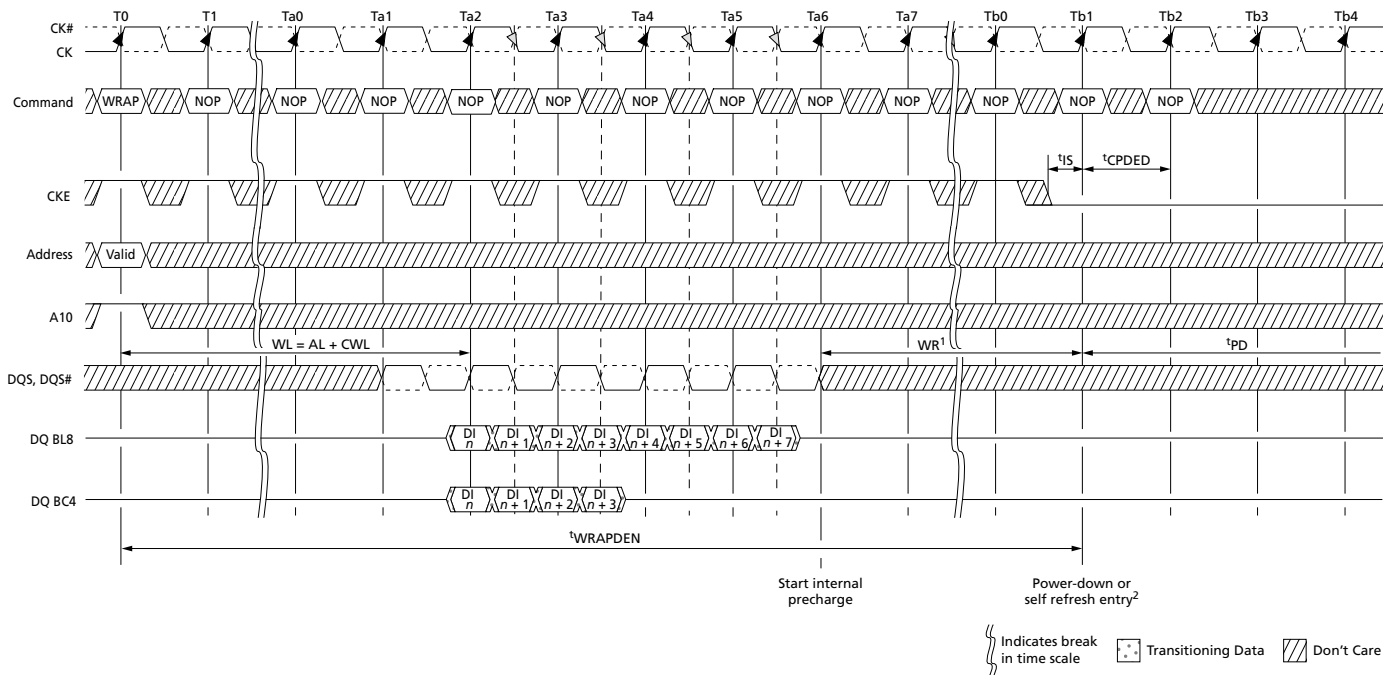 T0 T1 Ta0 Ta1 Ta2 Ta3 Ta4 Ta5 Ta6 Ta7 Tb0 Tb1 Tb2 Tb3 Tb4
CK#
CK
Command WRAP NOP NOP NOP NOP NOP NOP NOP NOP NOP NOP NOP NOP
tIS tCPDED
CKE
Address Valid
A10
WL = AL + CWL WR1 tPD
DQS, DQS#
DQ BL8 DI n DI n + 1 DI n + 2 DI n + 3 DI n + 4 DI n + 5 DI n + 6 DI n + 7
DQ BC4 DI n DI n + 1 DI n + 2 DI n + 3
tWRAPDEN
Start internal precharge
Power-down or self refresh entry2
Indicates break in time scale
Transitioning Data
Don't Care